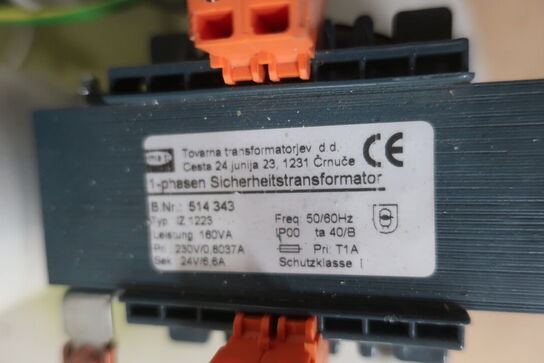 Tovarna transformatorjev d.d.
Cesta 24 junija 23, 1231 Črnuče
CE
1-phasen Sicherheitstransformator
B.Nr.: 514 343
Typ: IZ 1223
Leistung 160VA
Pri: 230V/0,8037A
Sek: 24V/6,6A
Freq. 50/60Hz
IP00 ta 40/B
Pri: T1A
Schutzklasse I